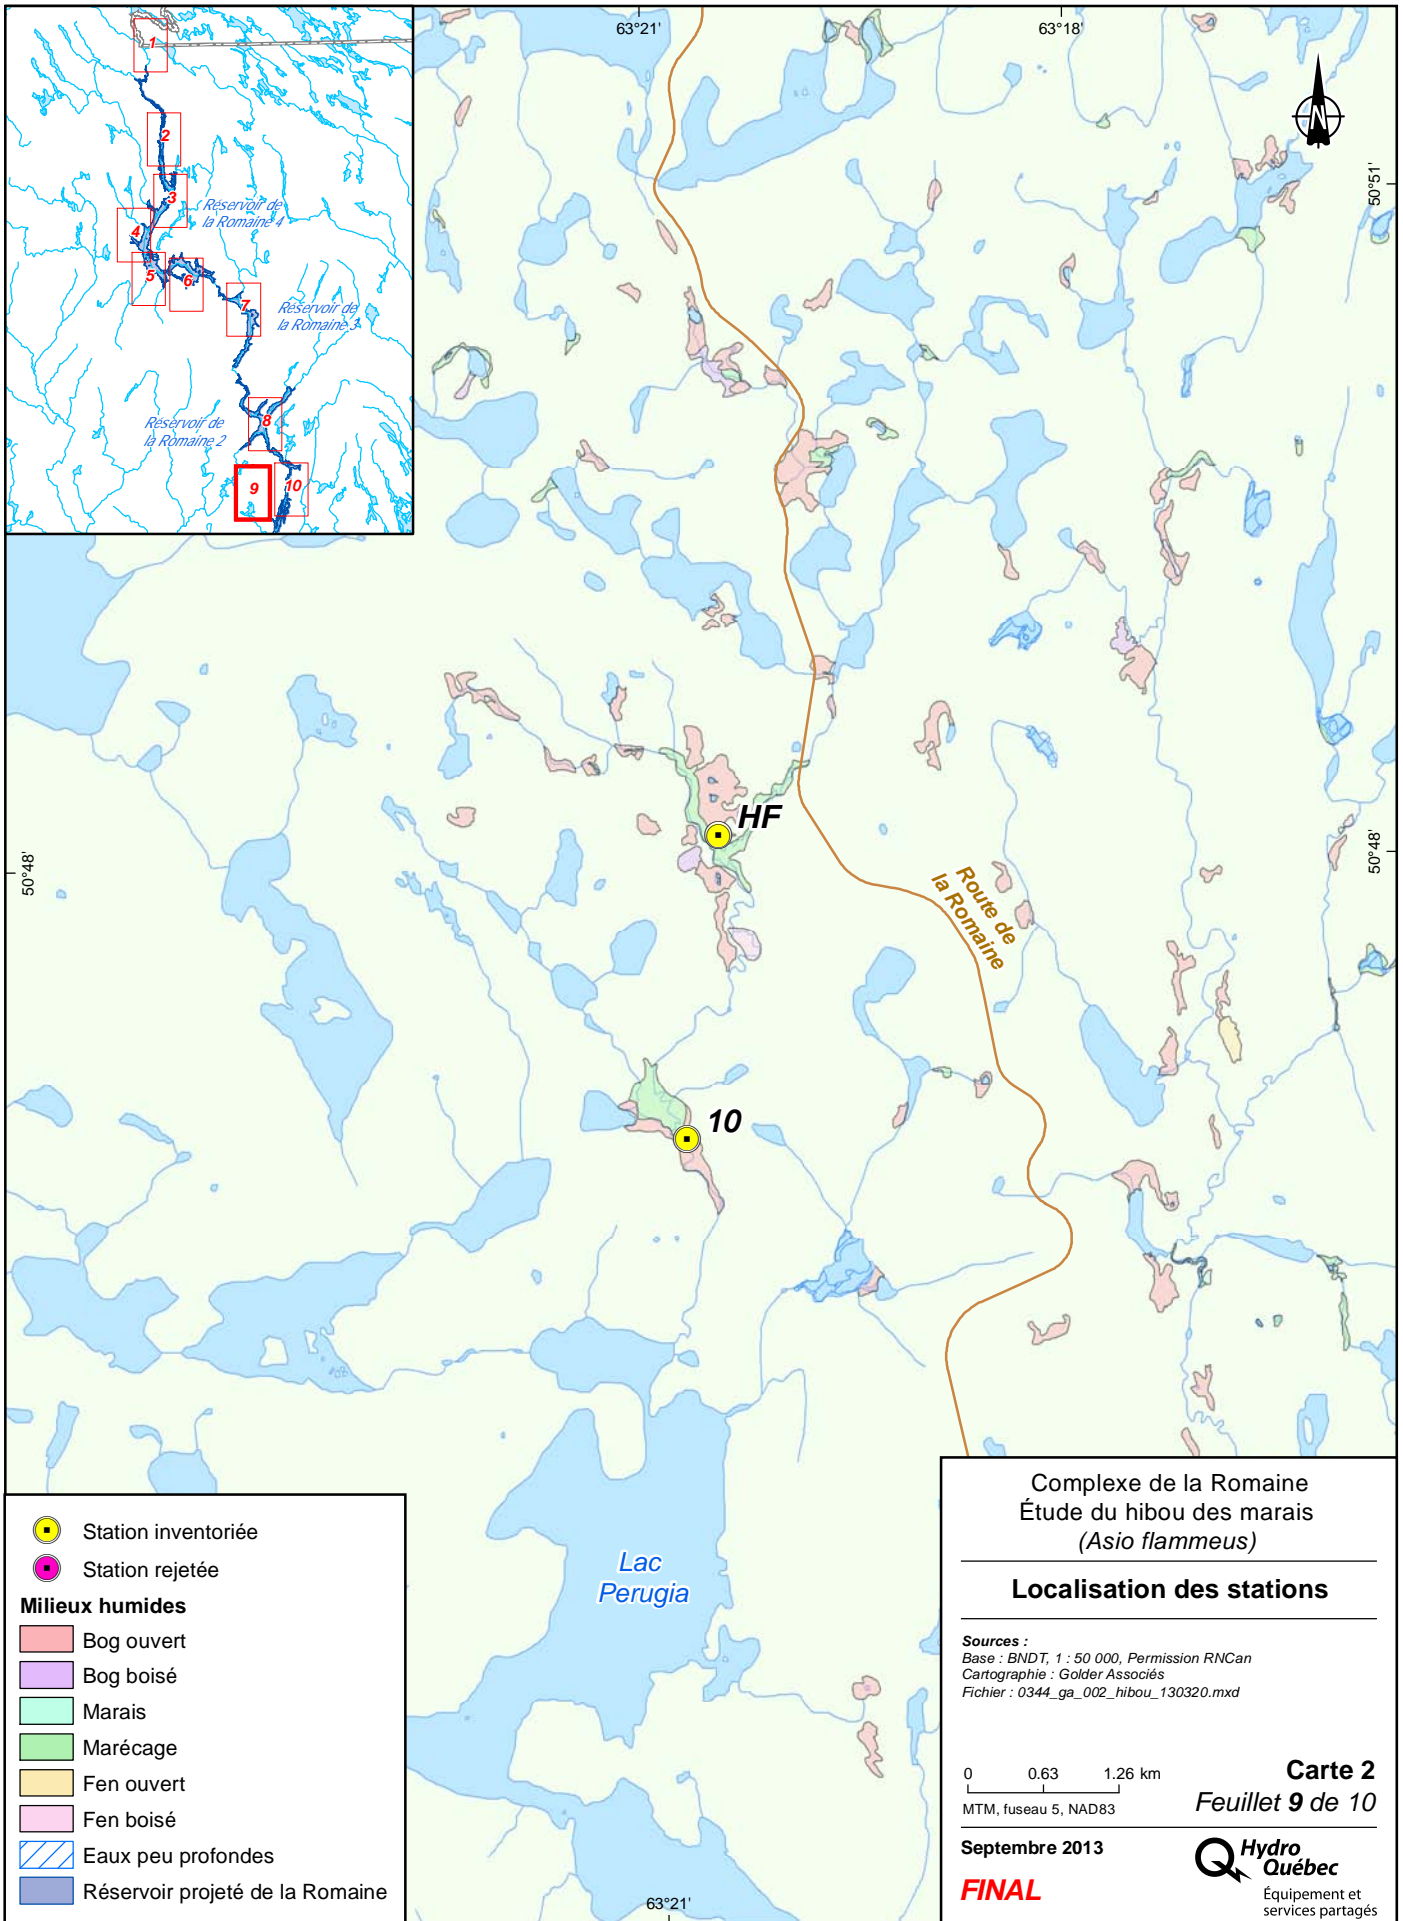 63°21'
63°18'
50°51'
1
2
3
Réservoir de
la Romaine 4
4
5
6
7
Réservoir de
la Romaine 3
8
Réservoir de
la Romaine 2
9
10
N
HF
50°48'
50°48'
Route de
la Romaine
10
Lac
Perugia
63°21'
Station inventoriée
Station rejetée
Milieux humides
Bog ouvert
Bog boisé
Marais
Marécage
Fen ouvert
Fen boisé
Eaux peu profondes
Réservoir projeté de la Romaine
Complexe de la Romaine
Étude du hibou des marais
(Asio flammeus)
Localisation des stations
Sources :
Base : BNDT, 1 : 50 000, Permission RNCan
Cartographie : Golder Associés
Fichier : 0344_ga_002_hibou_130320.mxd
0 0.63 1.26 km
MTM, fuseau 5, NAD83
Carte 2
Feuillet 9 de 10
Septembre 2013
FINAL
Hydro
Québec
Équipement et
services partagés